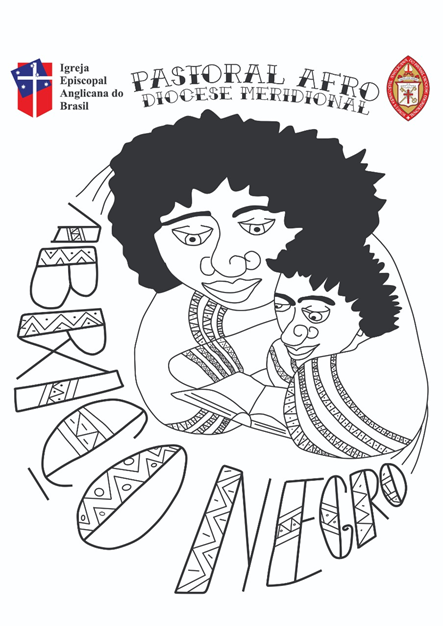 Igreja
Episcopal
Anglicana do
Brasil
PASTORAL AFRO
DIOCESE MERIDIONAL
ABRAÇO
NEGRO